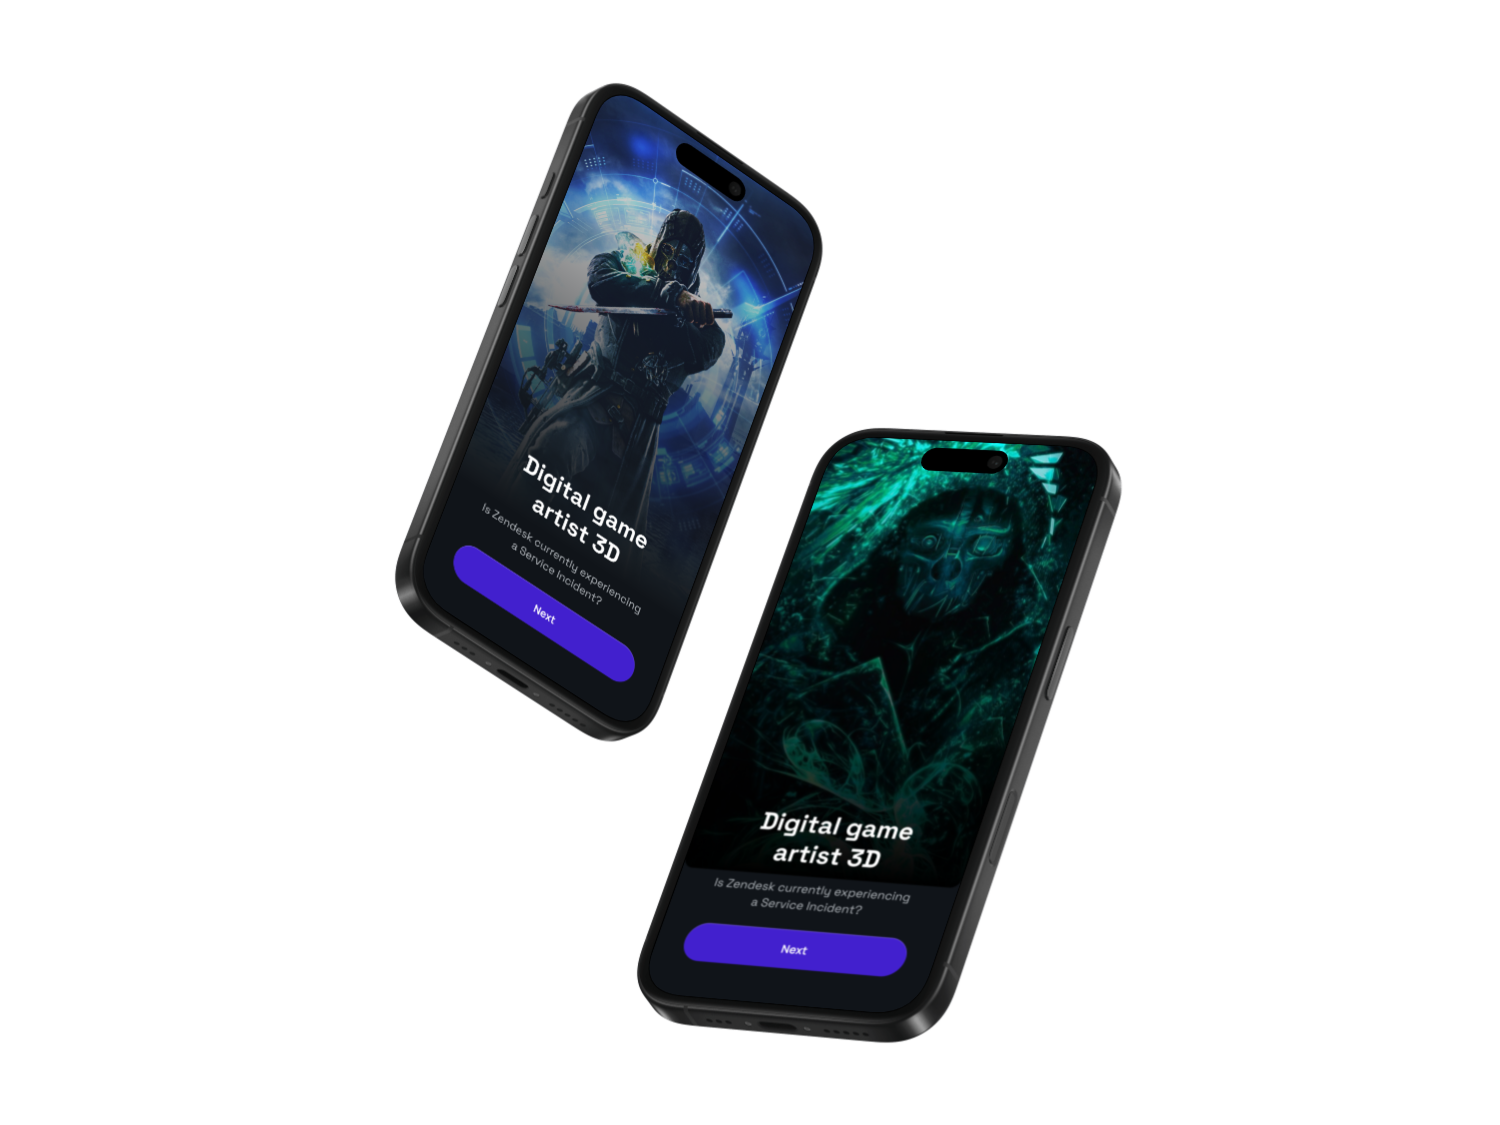 Digital game
artist 3D
Is Zendesk currently experiencing
a Service Incident?
Next
Digital game
artist 3D
Is Zendesk currently experiencing
a Service Incident?
Next